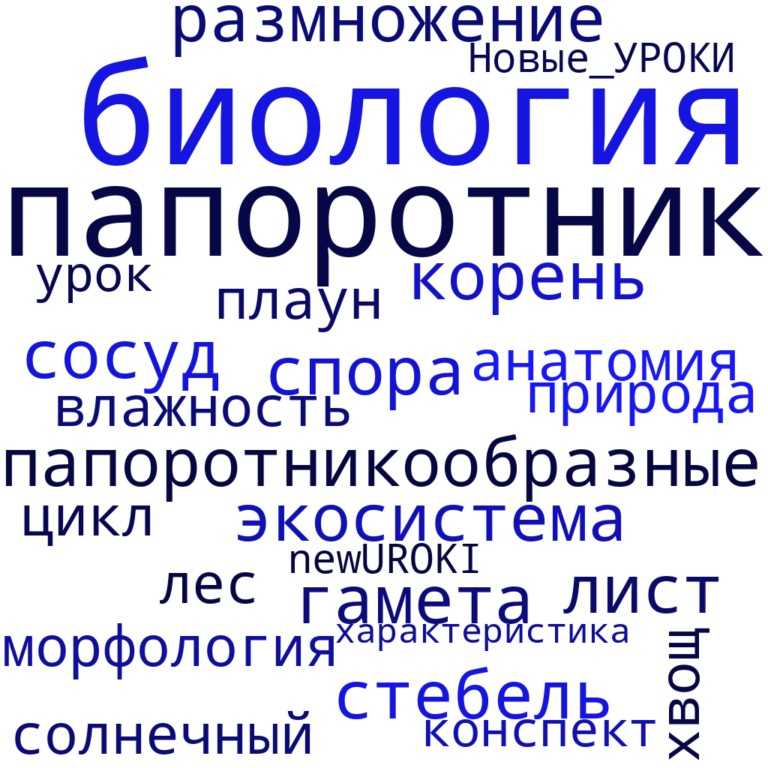 размножение
Новые_УРОКИ
биология
папоротник
урок
плаун
корень
сосуд
спора
анатомия
природа
влажность
папоротникообразные
цикл
экосистема
newUROKI
лес
гамета
лист
морфология
характеристика
хвощ
стебель
солнечный
конспект